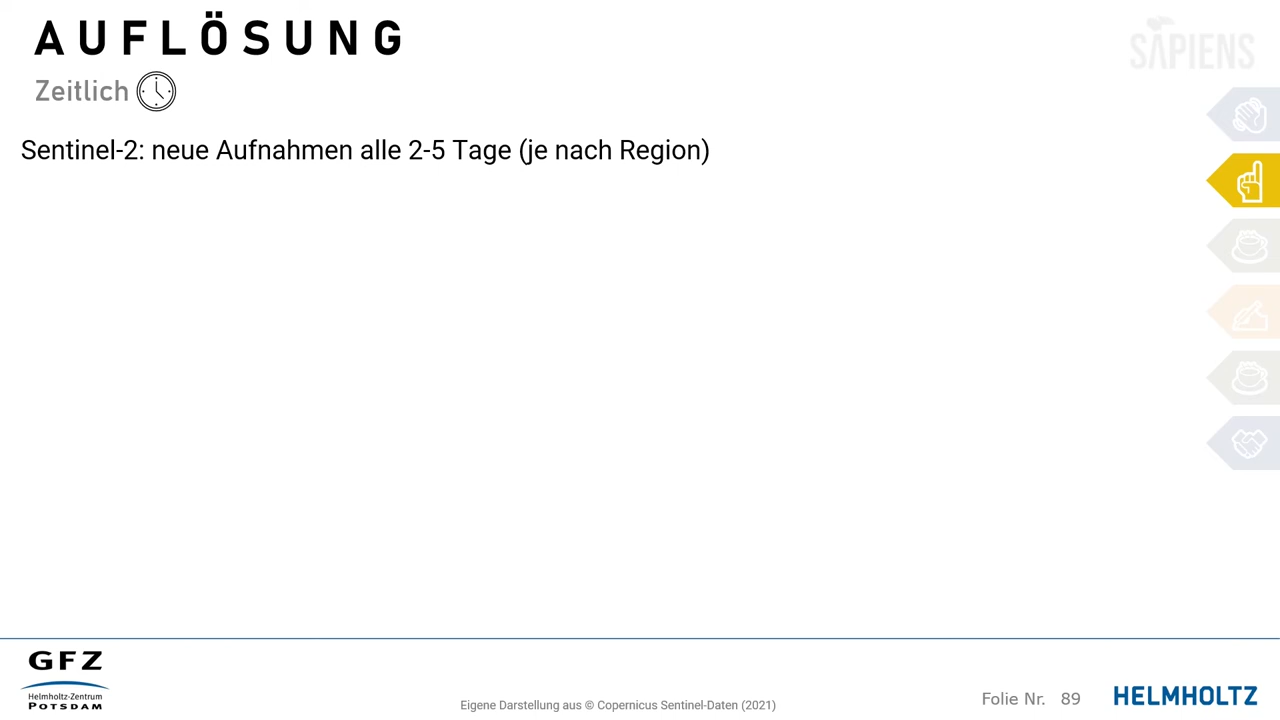 AUFLÖSUNG
SAPIENS
Zeitlich
Sentinel-2: neue Aufnahmen alle 2-5 Tage (je nach Region)
GFZ
Helmholtz-Zentrum
POTSDAM
Eigene Darstellung aus © Copernicus Sentinel-Daten (2021)
Folie Nr. 89
HELMHOLTZ